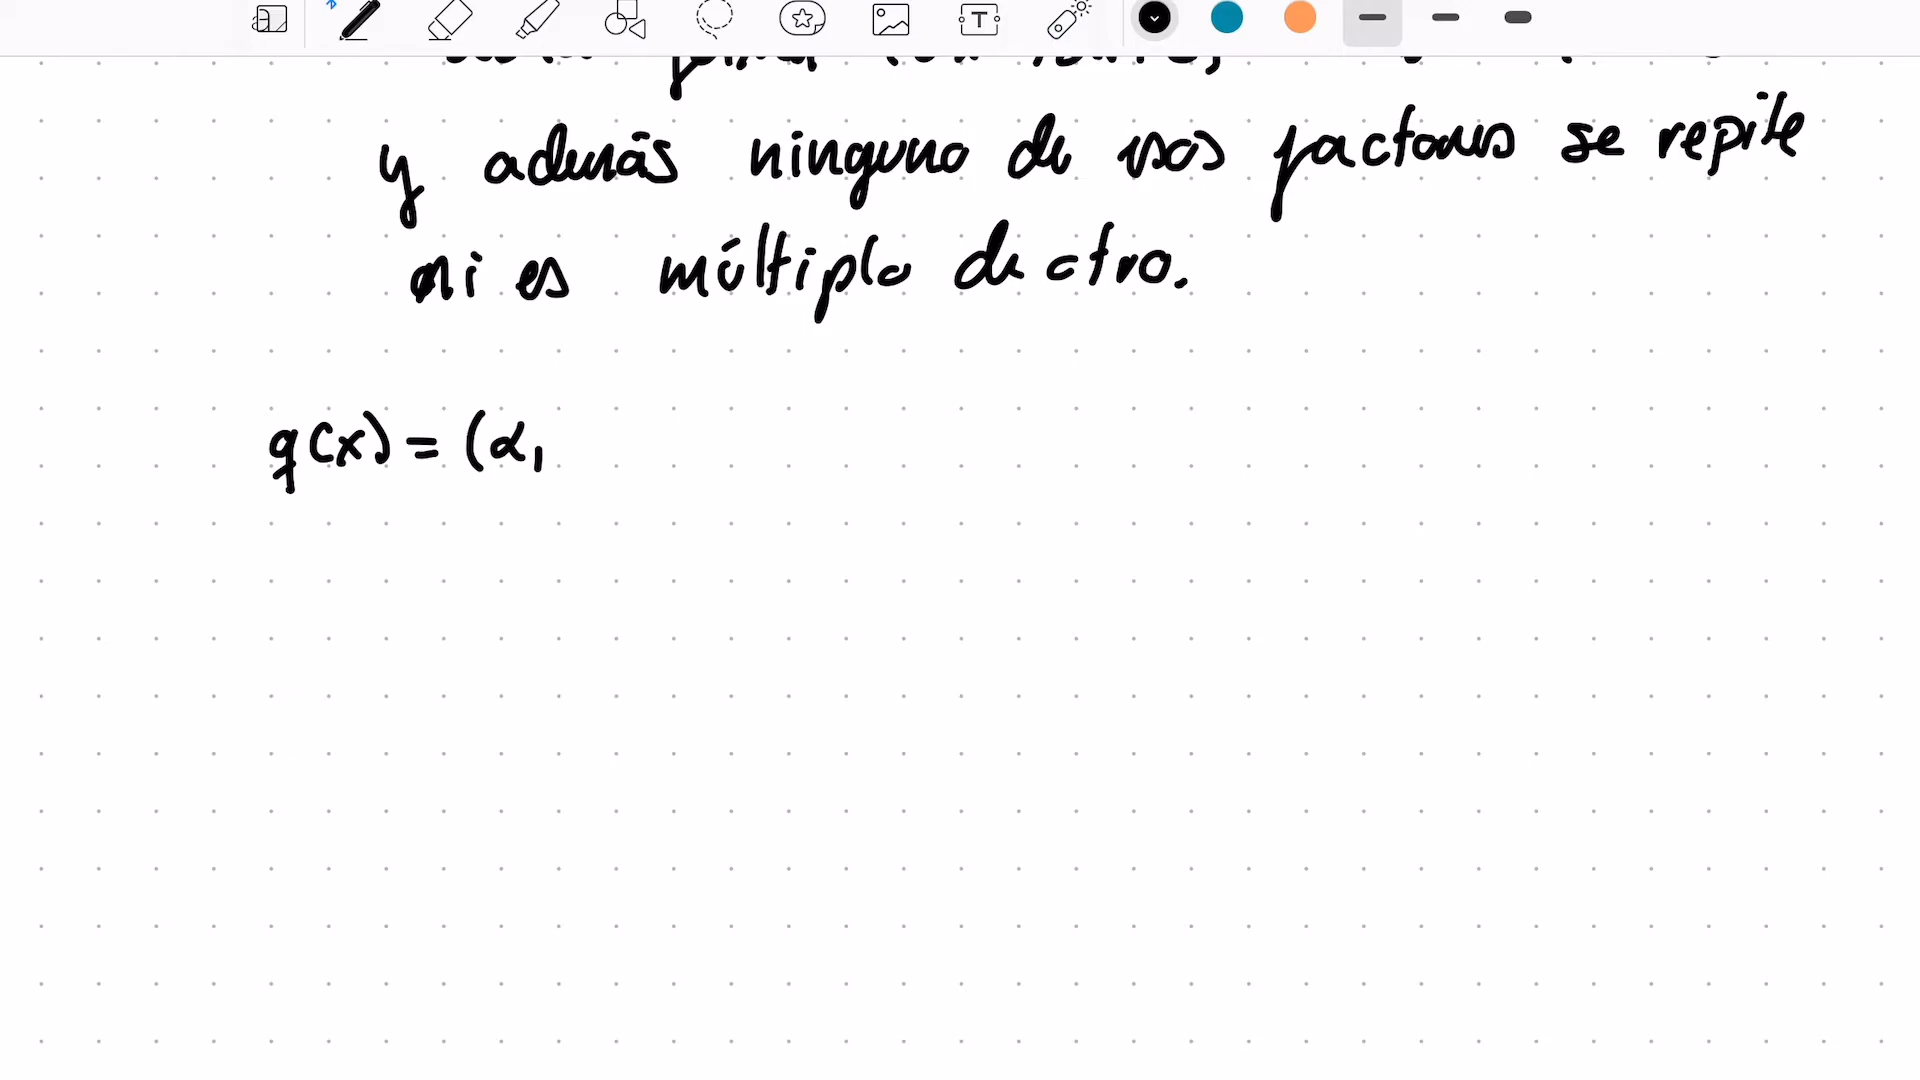 y además ninguno de esos factores se repite
ni es múltiplo de otro.
q(x) = (α₁